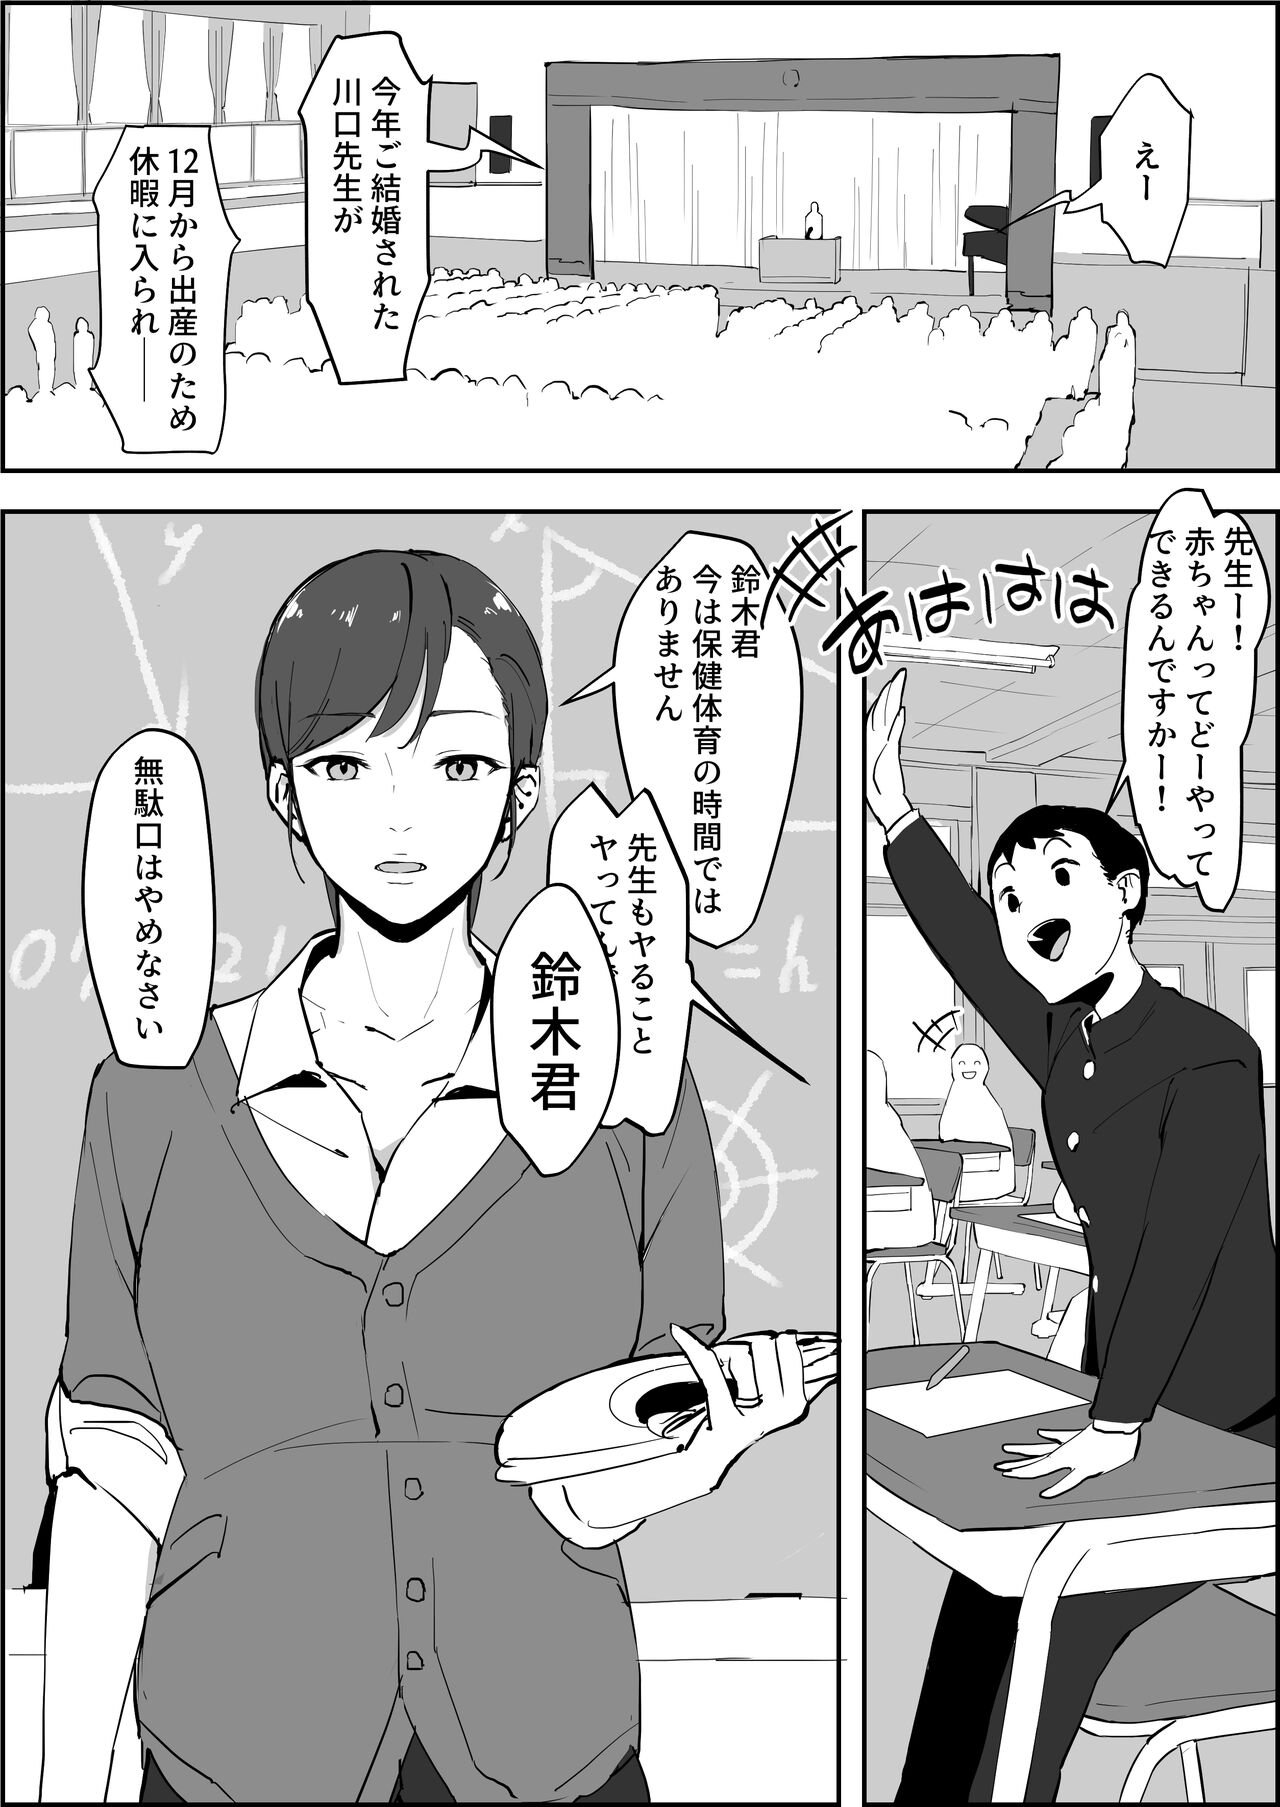 えー
今年ご結婚された
川口先生が
12月から出産のため
休暇に入られ――
先生ー！
赤ちゃんってどーやって
できるんですかー！
あはははは
鈴木君
今は保健体育の時間では
ありません
先生もヤること
ヤってん
鈴木君
無駄口はやめなさい
y
=h